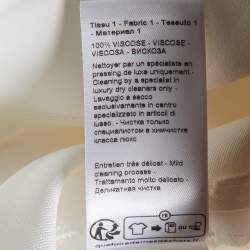 Tissu 1 - Fabric 1 - Tessuto 1
- Материал 1
100% VISCOSE - VISCOSE -
VISCOSA - ВИСКОЗА
Nettoyer par un spécialiste en
pressing de luxe uniquement -
Cleaning by a specialist in
luxury dry cleaners only -
Lavaggio a secco
esclusivamente in centro
specializzato in articoli di
lusso. - Чистка только
специалистом в химчистке
класса люкс
Entretien très délicat - Mild
cleaning process -
Trattamento molto delicato -
Деликатная чистка
FR